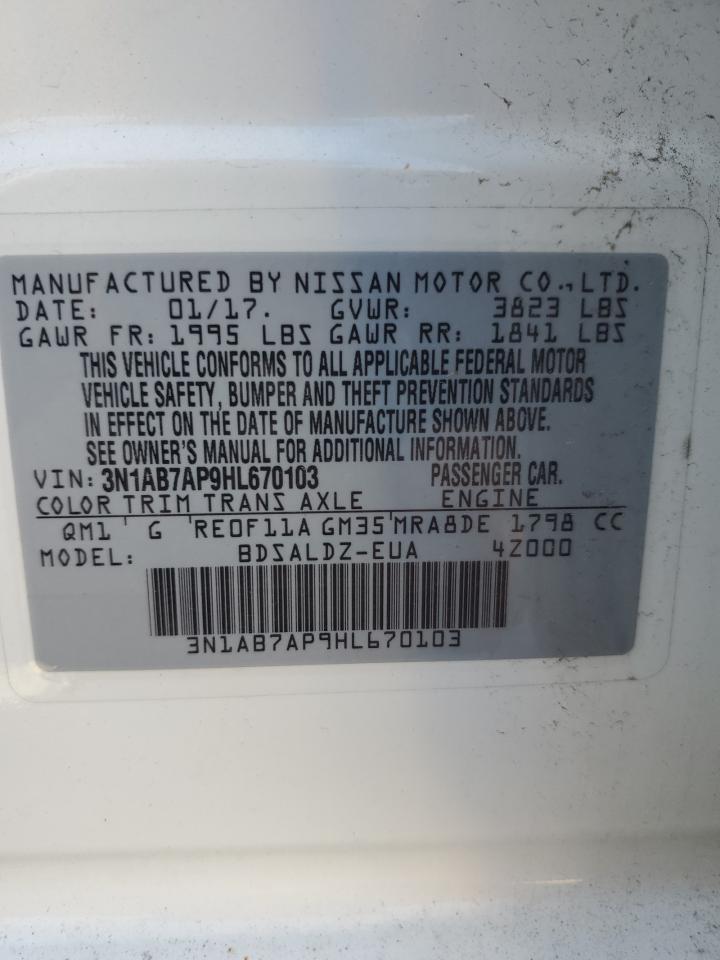 MANUFACTURED BY NISSAN MOTOR CO.,LTD.
DATE: 01/17. GVWR: 3823 LBS
GAWR FR: 1995 LBS GAWR RR: 1841 LBS
THIS VEHICLE CONFORMS TO ALL APPLICABLE FEDERAL MOTOR
VEHICLE SAFETY, BUMPER AND THEFT PREVENTION STANDARDS
IN EFFECT ON THE DATE OF MANUFACTURE SHOWN ABOVE.
SEE OWNER'S MANUAL FOR ADDITIONAL INFORMATION.
VIN: 3N1AB7AP9HL670103 PASSENGER CAR.
COLOR TRIM TRANS AXLE ENGINE
QM1 G RE0F11A GM35 MRA8DE 1798 CC
MODEL: BDSALDZ-EUA 4Z000
3N1AB7AP9HL670103